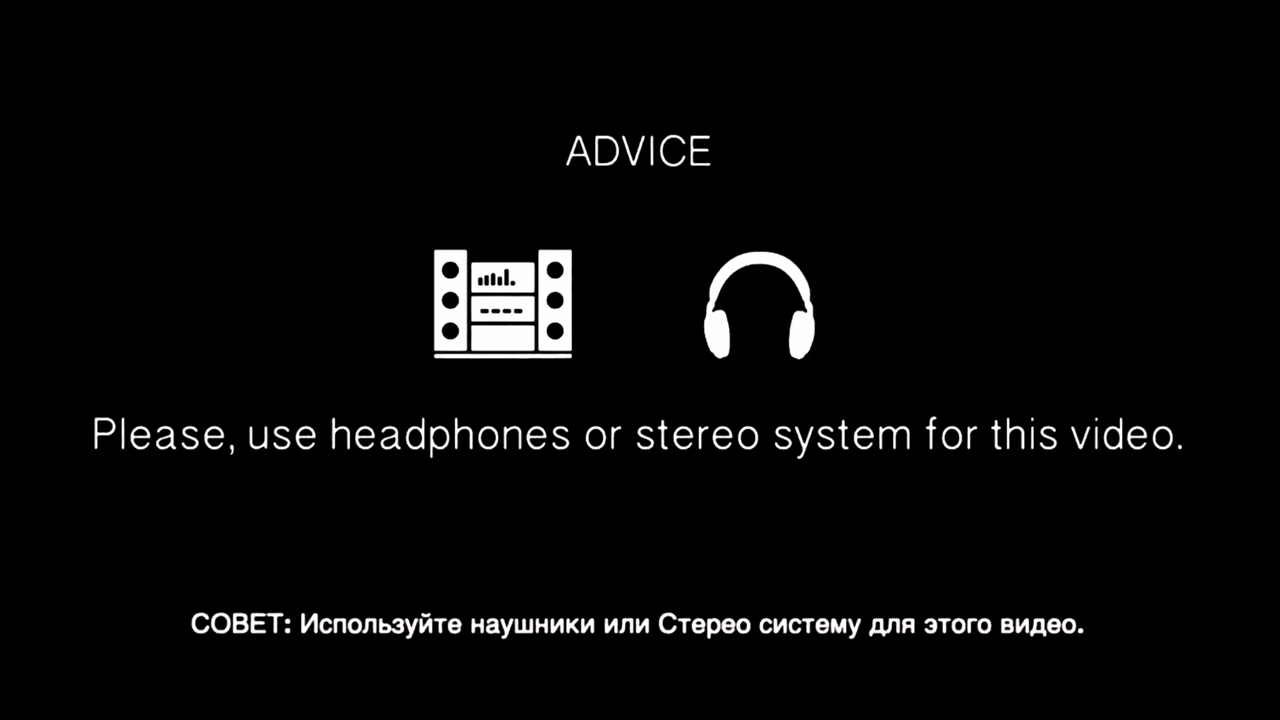 ADVICE
Please, use headphones or stereo system for this video.
СОВЕТ: Используйте наушники или Стерео систему для этого видео.